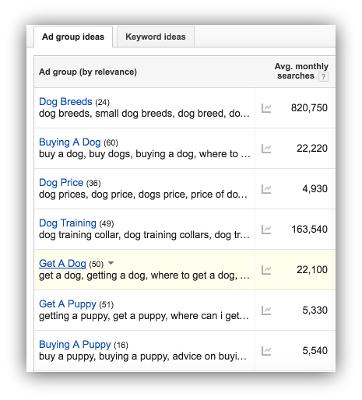 Ad group ideas Keyword ideas
Ad group (by relevance) Avg. monthly searches ?
Dog Breeds (24)
dog breeds, small dog breeds, dog breed, do... 820,750
Buying A Dog (60)
buy a dog, buy dogs, buying a dog, where to ... 22,220
Dog Price (36)
dog prices, dog price, dogs price, price of do... 4,930
Dog Training (49)
dog training collar, dog training collars, dog tr... 163,540
Get A Dog (50)
get a dog, getting a dog, where to get a dog, ... 22,100
Get A Puppy (51)
getting a puppy, get a puppy, where can i get... 5,330
Buying A Puppy (16)
buy a puppy, buying a puppy, advice on buyi... 5,540